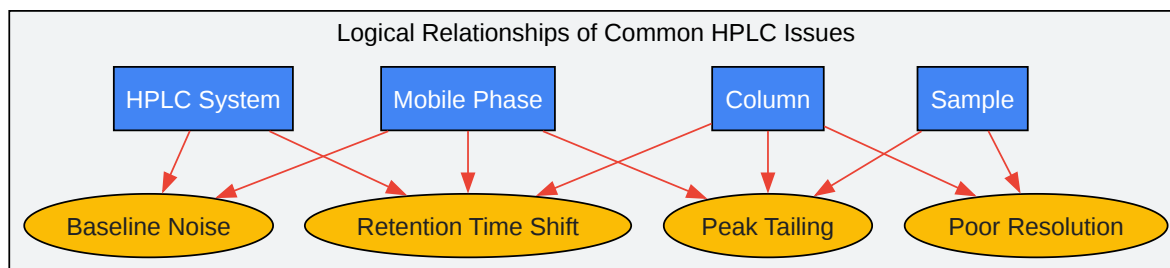 Logical Relationships of Common HPLC Issues
HPLC System
Mobile Phase
Column
Sample
Baseline Noise
Retention Time Shift
Peak Tailing
Poor Resolution